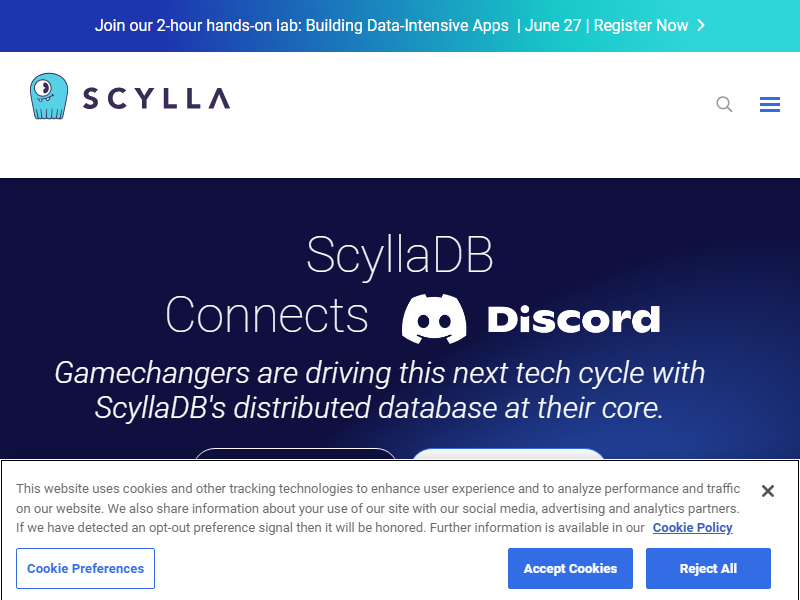 Join our 2-hour hands-on lab: Building Data-Intensive Apps | June 27 | Register Now
SCYLLA
ScyllaDB
Connects Discord
Gamechangers are driving this next tech cycle with
ScyllaDB's distributed database at their core.
This website uses cookies and other tracking technologies to enhance user experience and to analyze performance and traffic
on our website. We also share information about your use of our site with our social media, advertising and analytics partners.
If we have detected an opt-out preference signal then it will be honored. Further information is available in our Cookie Policy
Cookie Preferences
Accept Cookies
Reject All